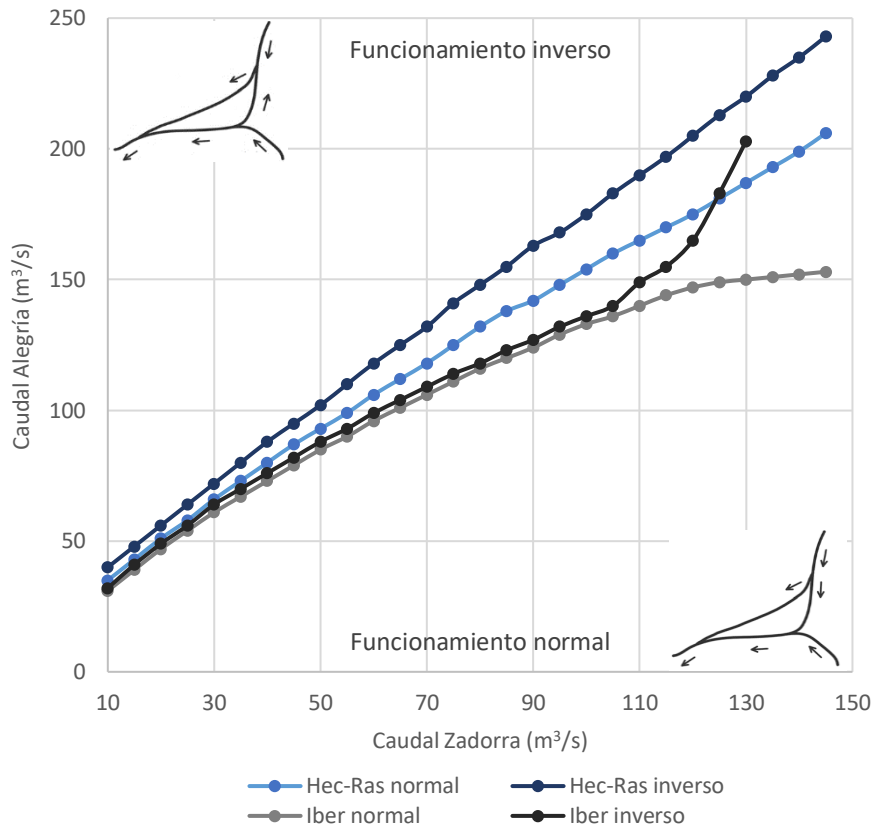 250
Funcionamiento inverso
200
150
100
50
Funcionamiento normal
0
10 30 50 70 90 110 130 150
Caudal Alegría (m³/s)
Caudal Zadorra (m³/s)
Hec-Ras normal Hec-Ras inverso
Iber normal Iber inverso